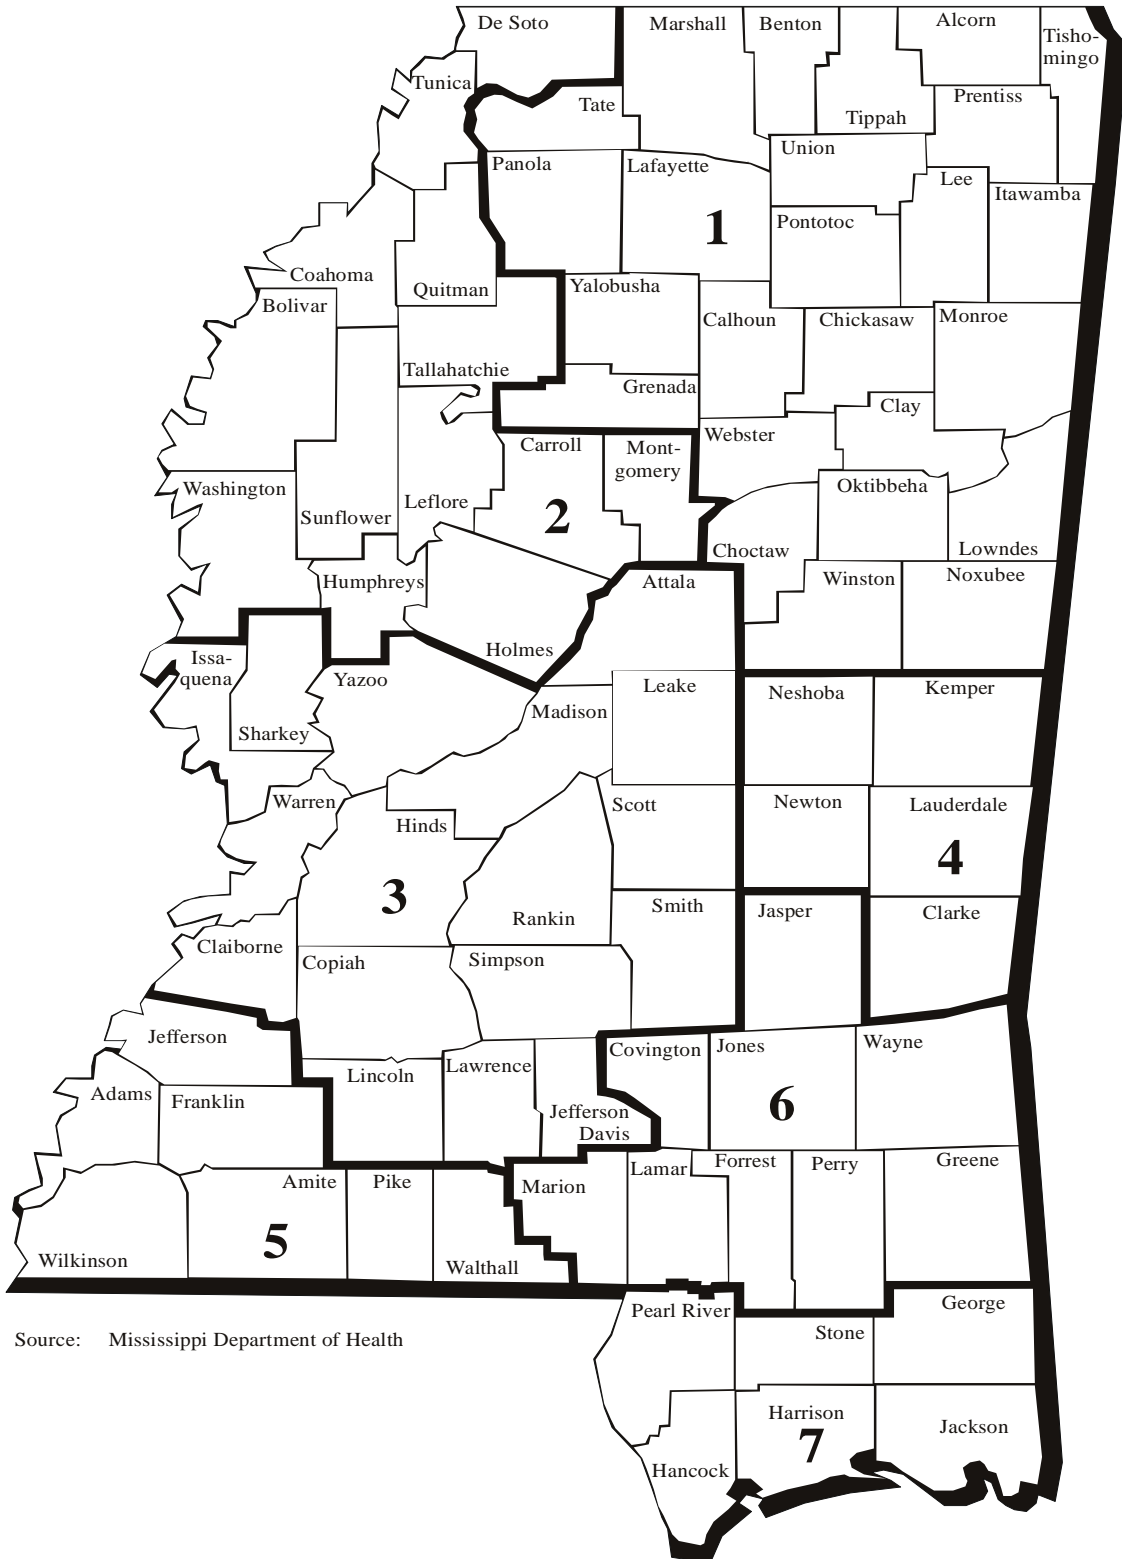 De Soto
Marshall
Benton
Alcorn
Tisho-
mingo
Tunica
Tate
Tippah
Prentiss
Panola
Lafayette
Union
Lee
Itawamba
1
Pontotoc
Coahoma
Quitman
Yalobusha
Bolivar
Calhoun
Chickasaw
Monroe
Tallahatchie
Grenada
Clay
Webster
Carroll
Mont-
gomery
Washington
Sunflower
Leflore
2
Oktibbeha
Choctaw
Lowndes
Humphreys
Attala
Winston
Noxubee
Holmes
Issa-
quena
Yazoo
Leake
Neshoba
Kemper
Sharkey
Madison
Warren
Hinds
Scott
Newton
Lauderdale
4
3
Rankin
Smith
Jasper
Clarke
Claiborne
Copiah
Simpson
Jefferson
Covington
Jones
Wayne
Adams
Franklin
Lincoln
Lawrence
Jefferson
Davis
6
Amite
Pike
Marion
Lamar
Forrest
Perry
Greene
5
Wilkinson
Walthall
Pearl River
George
Stone
Source: Mississippi Department of Health
Harrison
7
Jackson
Hancock